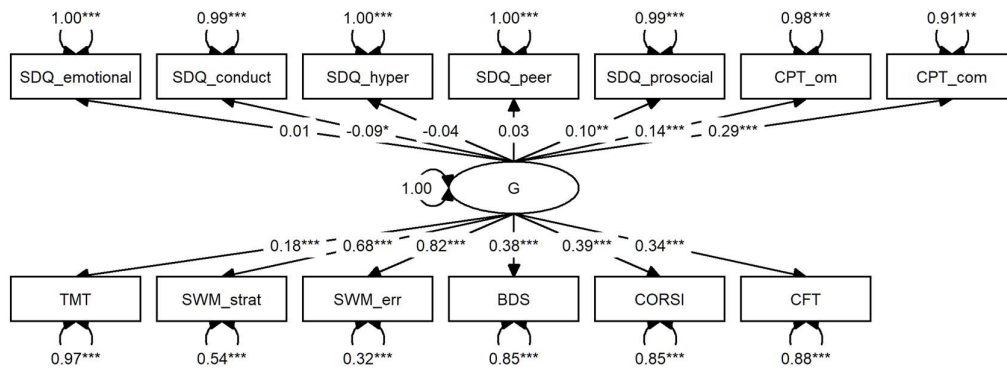 1.00*** 0.99*** 1.00*** 1.00*** 0.99*** 0.98*** 0.91***
SDQ_emotional SDQ_conduct SDQ_hyper SDQ_peer SDQ_prosocial CPT_om CPT_com
0.01 -0.09* -0.04 0.03 0.10** 0.14*** 0.29***
1.00 G
0.18*** 0.68*** 0.82*** 0.38*** 0.39*** 0.34***
TMT SWM_strat SWM_err BDS CORSI CFT
0.97*** 0.54*** 0.32*** 0.85*** 0.85*** 0.88***